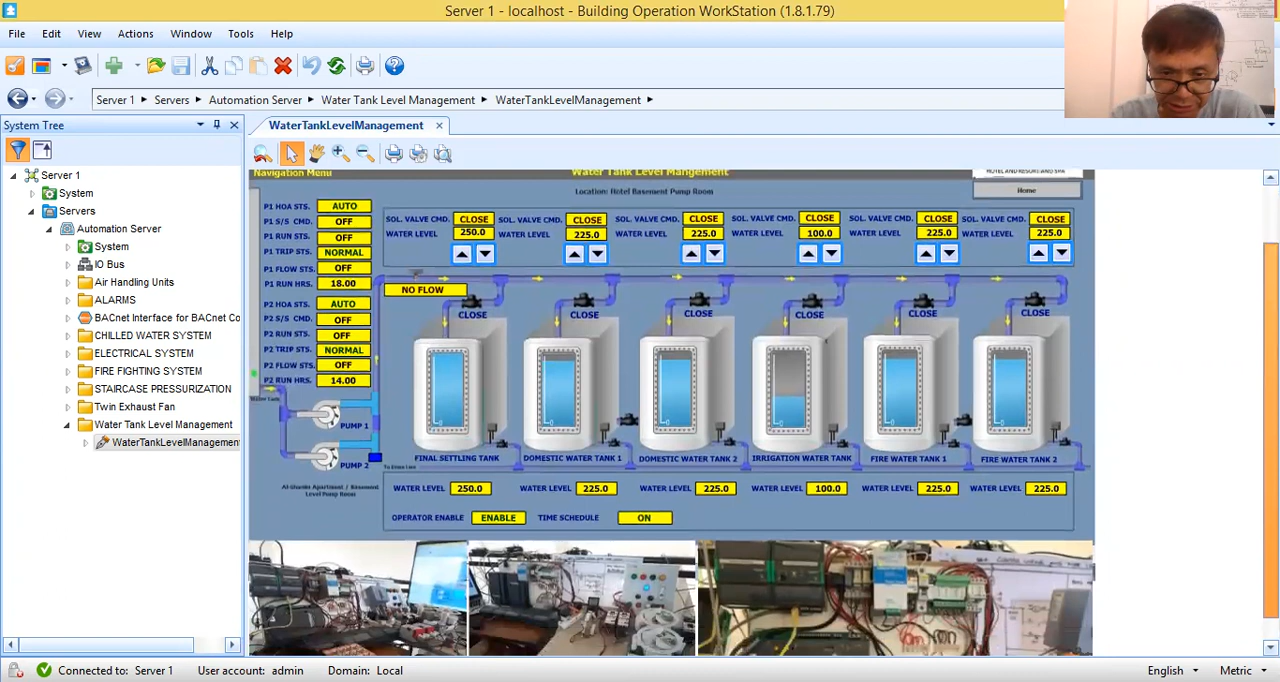 Server 1 - localhost - Building Operation WorkStation (1.8.1.79)
File Edit View Actions Window Tools Help
Server 1 Servers Automation Server Water Tank Level Management WaterTankLevelManagement
System Tree
WaterTankLevelManagement
Server 1
System
Servers
Automation Server
System
IO Bus
Air Handling Units
ALARMS
BACnet Interface for BACnet Co
CHILLED WATER SYSTEM
ELECTRICAL SYSTEM
FIRE FIGHTING SYSTEM
STAIRCASE PRESSURIZATION
Twin Exhaust Fan
Water Tank Level Management
WaterTankLevelManagement
Navigation Menu
Water Tank Level Mangement
HOTEL AND RESORT AND SPA
Location: Hotel Basement Pump Room
Home
P1 HOA STS. AUTO
P1 S/S CMD. OFF
P1 RUN STS. OFF
P1 TRIP STS. NORMAL
P1 FLOW STS. OFF
P1 RUN HRS. 18.00
P2 HOA STS. AUTO
P2 S/S CMD. OFF
P2 RUN STS. OFF
P2 TRIP STS. NORMAL
P2 FLOW STS. OFF
P2 RUN HRS. 14.00
SOL. VALVE CMD. CLOSE SOL. VALVE CMD. CLOSE SOL. VALVE CMD. CLOSE SOL. VALVE CMD. CLOSE SOL. VALVE CMD. CLOSE SOL. VALVE CMD. CLOSE
WATER LEVEL 250.0 WATER LEVEL 225.0 WATER LEVEL 225.0 WATER LEVEL 100.0 WATER LEVEL 225.0 WATER LEVEL 225.0
NO FLOW
CLOSE CLOSE CLOSE CLOSE CLOSE CLOSE
PUMP 1
PUMP 2
FINAL SETTLING TANK DOMESTIC WATER TANK 1 DOMESTIC WATER TANK 2 IRRIGATION WATER TANK FIRE WATER TANK 1 FIRE WATER TANK 2
Level Pump Room
WATER LEVEL 250.0 WATER LEVEL 225.0 WATER LEVEL 225.0 WATER LEVEL 100.0 WATER LEVEL 225.0 WATER LEVEL 225.0
OPERATOR ENABLE ENABLE TIME SCHEDULE ON
Connected to: Server 1 User account: admin Domain: Local English Metric